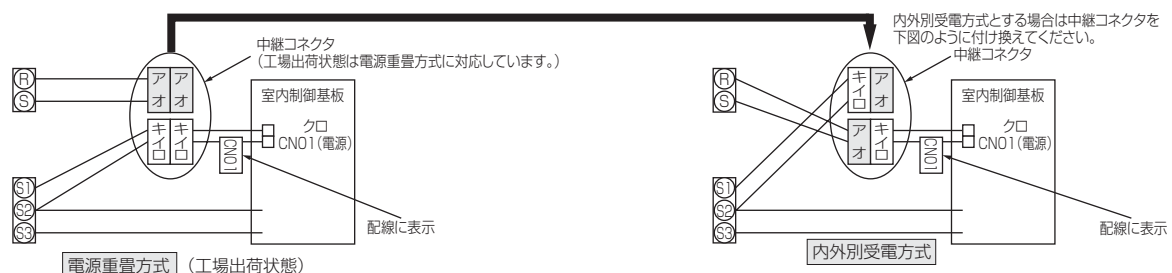 中継コネクタ
(工場出荷状態は電源重畳方式に対応しています。)
R
S
アオ
アオ
キイロ
キイロ
CN01
室内制御基板
クロ
CN01(電源)
S1
S2
S3
配線に表示
電源重畳方式 (工場出荷状態)
内外別受電方式とする場合は中継コネクタを
下図のように付け換えてください。
中継コネクタ
R
S
キイロ
アオ
アオ
キイロ
CN01
室内制御基板
クロ
CN01(電源)
S1
S2
S3
配線に表示
内外別受電方式